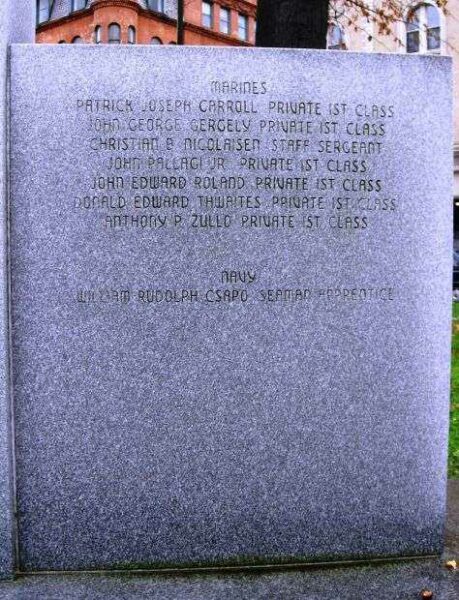 MARINES
PATRICK JOSEPH CARROLL PRIVATE 1ST CLASS
JOHN GEORGE GERGELY PRIVATE 1ST CLASS
CHRISTIAN B NICOLAISEN STAFF SERGEANT
JOHN PALLAGI JR PRIVATE 1ST CLASS
JOHN EDWARD ROLAND PRIVATE 1ST CLASS
DONALD EDWARD THWAITES PRIVATE 1ST CLASS
ANTHONY P. ZULLO PRIVATE 1ST CLASS
NAVY
WILLIAM RUDOLPH CSAPO SEAMAN APPRENTICE